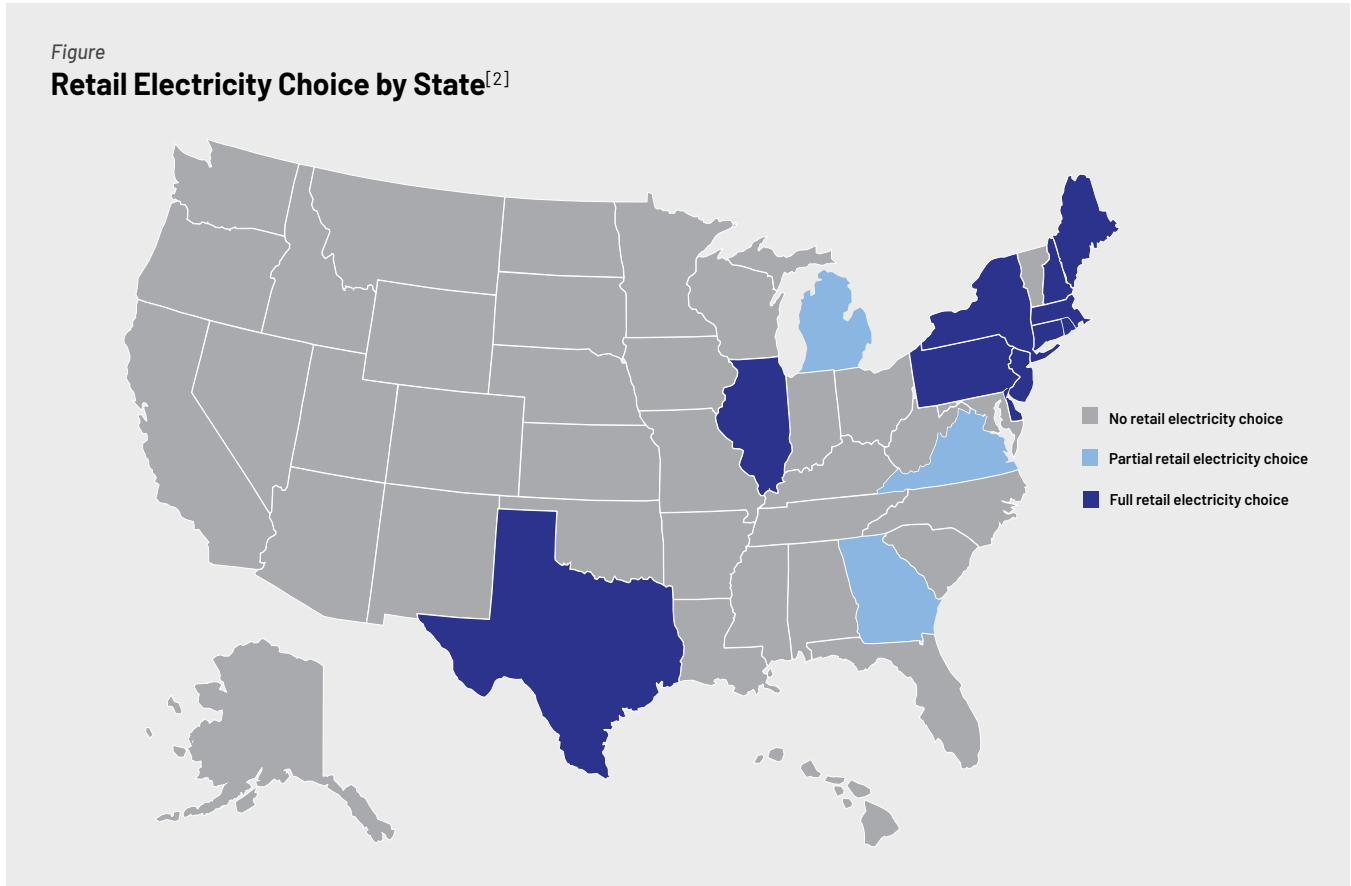 Figure
Retail Electricity Choice by State[2]
No retail electricity choice
Partial retail electricity choice
Full retail electricity choice